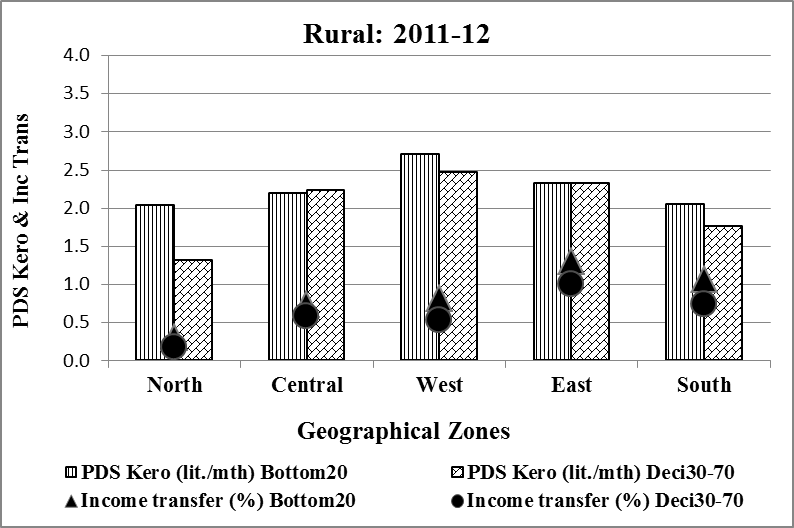 Rural: 2011-12
4.0
3.5
3.0
2.5
2.0
1.5
1.0
0.5
0.0
PDS Kero & Inc Trans
North Central West East South
Geographical Zones
PDS Kero (lit./mth) Bottom20 PDS Kero (lit./mth) Deci30-70
Income transfer (%) Bottom20 Income transfer (%) Deci30-70